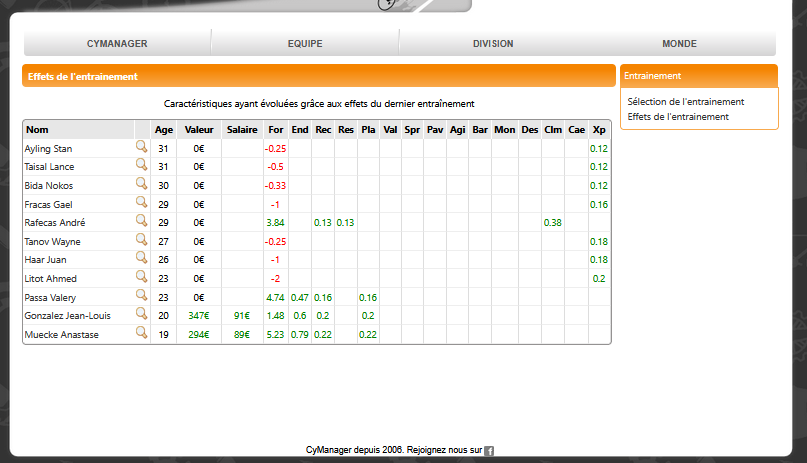 CYMANAGER EQUIPE DIVISION MONDE
Effets de l'entrainement
Entrainement
Sélection de l'entrainement
Effets de l'entrainement
Caractéristiques ayant évoluées grâce aux effets du dernier entraînement
Nom Age Valeur Salaire For End Rec Res Pla Val Spr Pav Agi Bar Mon Des Clm Cae Xp
Ayling Stan 31 0€ -0.25 0.12
Taisal Lance 31 0€ -0.5 0.12
Bida Nokos 30 0€ -0.33 0.12
Fracas Gael 29 0€ -1 0.16
Rafecas André 29 0€ 3.84 0.13 0.13 0.38
Tanov Wayne 27 0€ -0.25 0.18
Haar Juan 26 0€ -1 0.18
Litot Ahmed 23 0€ -2 0.2
Passa Valery 23 0€ 4.74 0.47 0.16 0.16
Gonzalez Jean-Louis 20 347€ 91€ 1.48 0.6 0.2 0.2
Muecke Anastase 19 294€ 89€ 5.23 0.79 0.22 0.22
CyManager depuis 2006. Rejoignez nous sur f